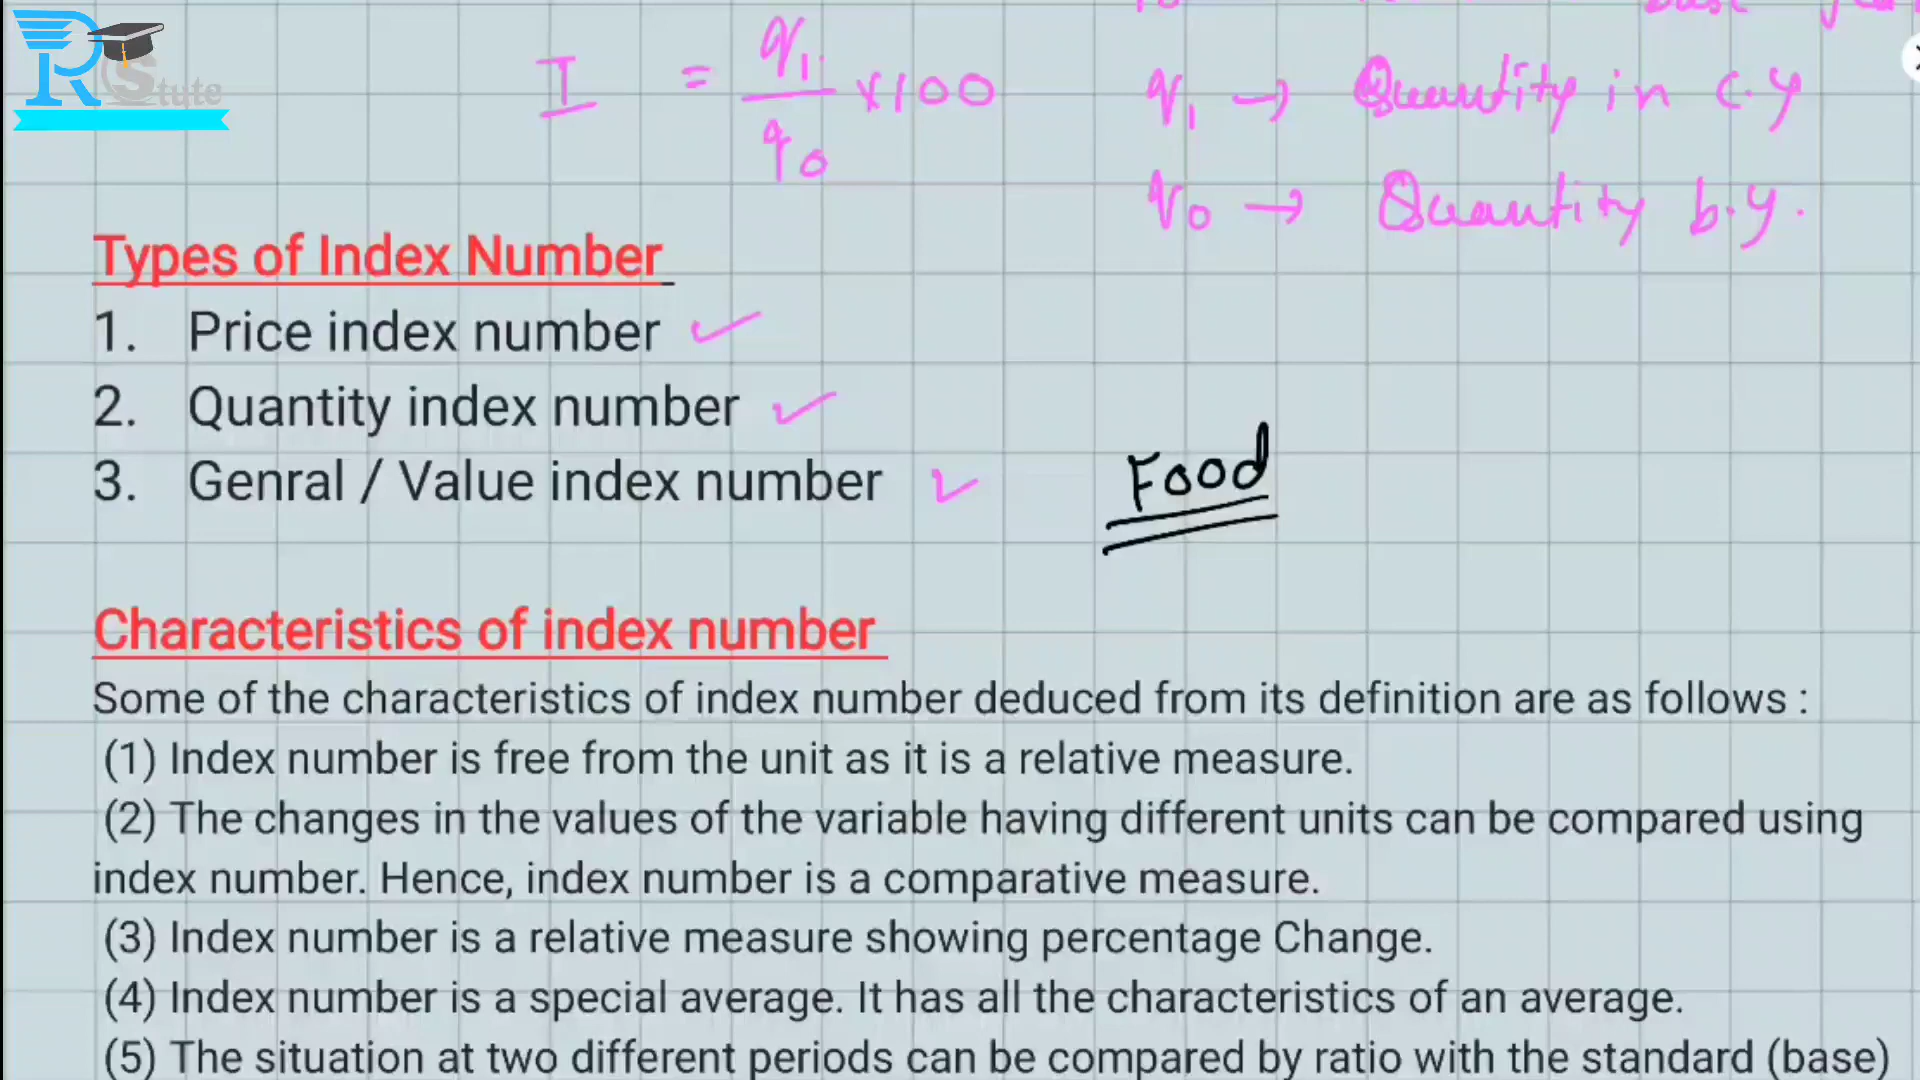 RStute
I = q1/q0 × 100
q1 → Quantity in c.y
q0 → Quantity b.y.
Types of Index Number
1. Price index number ✓
2. Quantity index number ✓
3. Genral / Value index number ✓
Food
Characteristics of index number
Some of the characteristics of index number deduced from its definition are as follows :
(1) Index number is free from the unit as it is a relative measure.
(2) The changes in the values of the variable having different units can be compared using
index number. Hence, index number is a comparative measure.
(3) Index number is a relative measure showing percentage Change.
(4) Index number is a special average. It has all the characteristics of an average.
(5) The situation at two different periods can be compared by ratio with the standard (base)